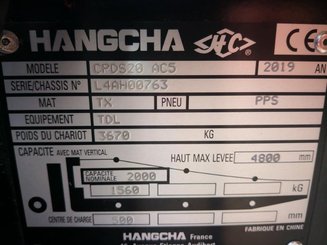 HANGCHA HC CE
MODELE CPDS20 AC5 2019 AN
SERIE/CHASSIS N° L4AH00763
MAT TX PNEU PPS
EQUIPEMENT TDL
POIDS DU CHARIOT 3670 KG
CAPACITE AVEC MAT VERTICAL HAUT MAX LEVEE 4800 mm
CAPACITE NOMINALE 2000
1560 kG
CENTRE DE CHARGE 500 mm
FABRIQUE EN CHINE
HANGCHA France